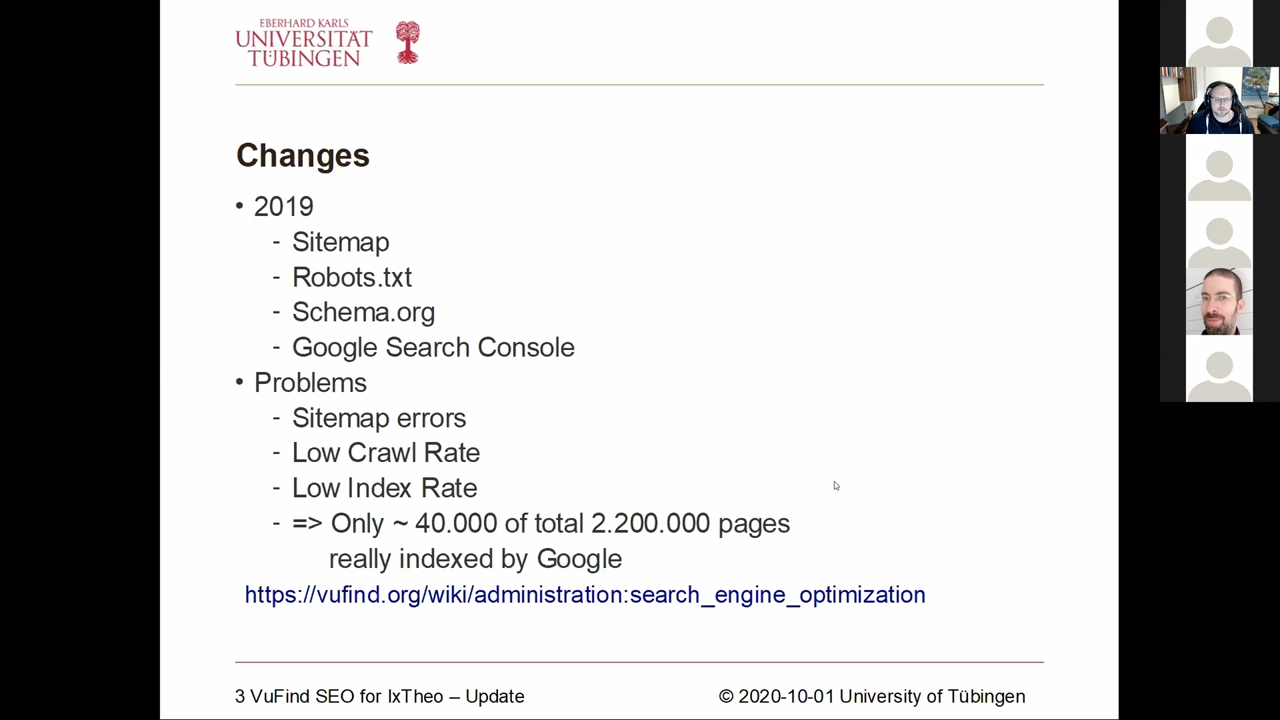 EBERHARD KARLS
UNIVERSITÄT
TÜBINGEN
Changes
• 2019
- Sitemap
- Robots.txt
- Schema.org
- Google Search Console
• Problems
- Sitemap errors
- Low Crawl Rate
- Low Index Rate
- => Only ~ 40.000 of total 2.200.000 pages
really indexed by Google
https://vufind.org/wiki/administration:search_engine_optimization
3 VuFind SEO for IxTheo – Update
© 2020-10-01 University of Tübingen